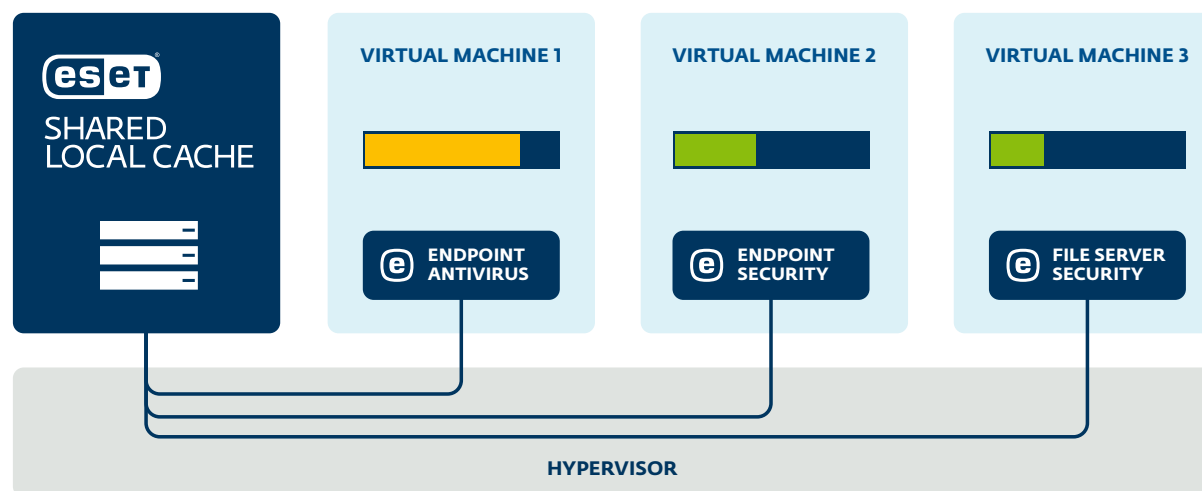 eset®
SHARED
LOCAL CACHE
VIRTUAL MACHINE 1
e ENDPOINT
ANTIVIRUS
VIRTUAL MACHINE 2
e ENDPOINT
SECURITY
VIRTUAL MACHINE 3
e FILE SERVER
SECURITY
HYPERVISOR